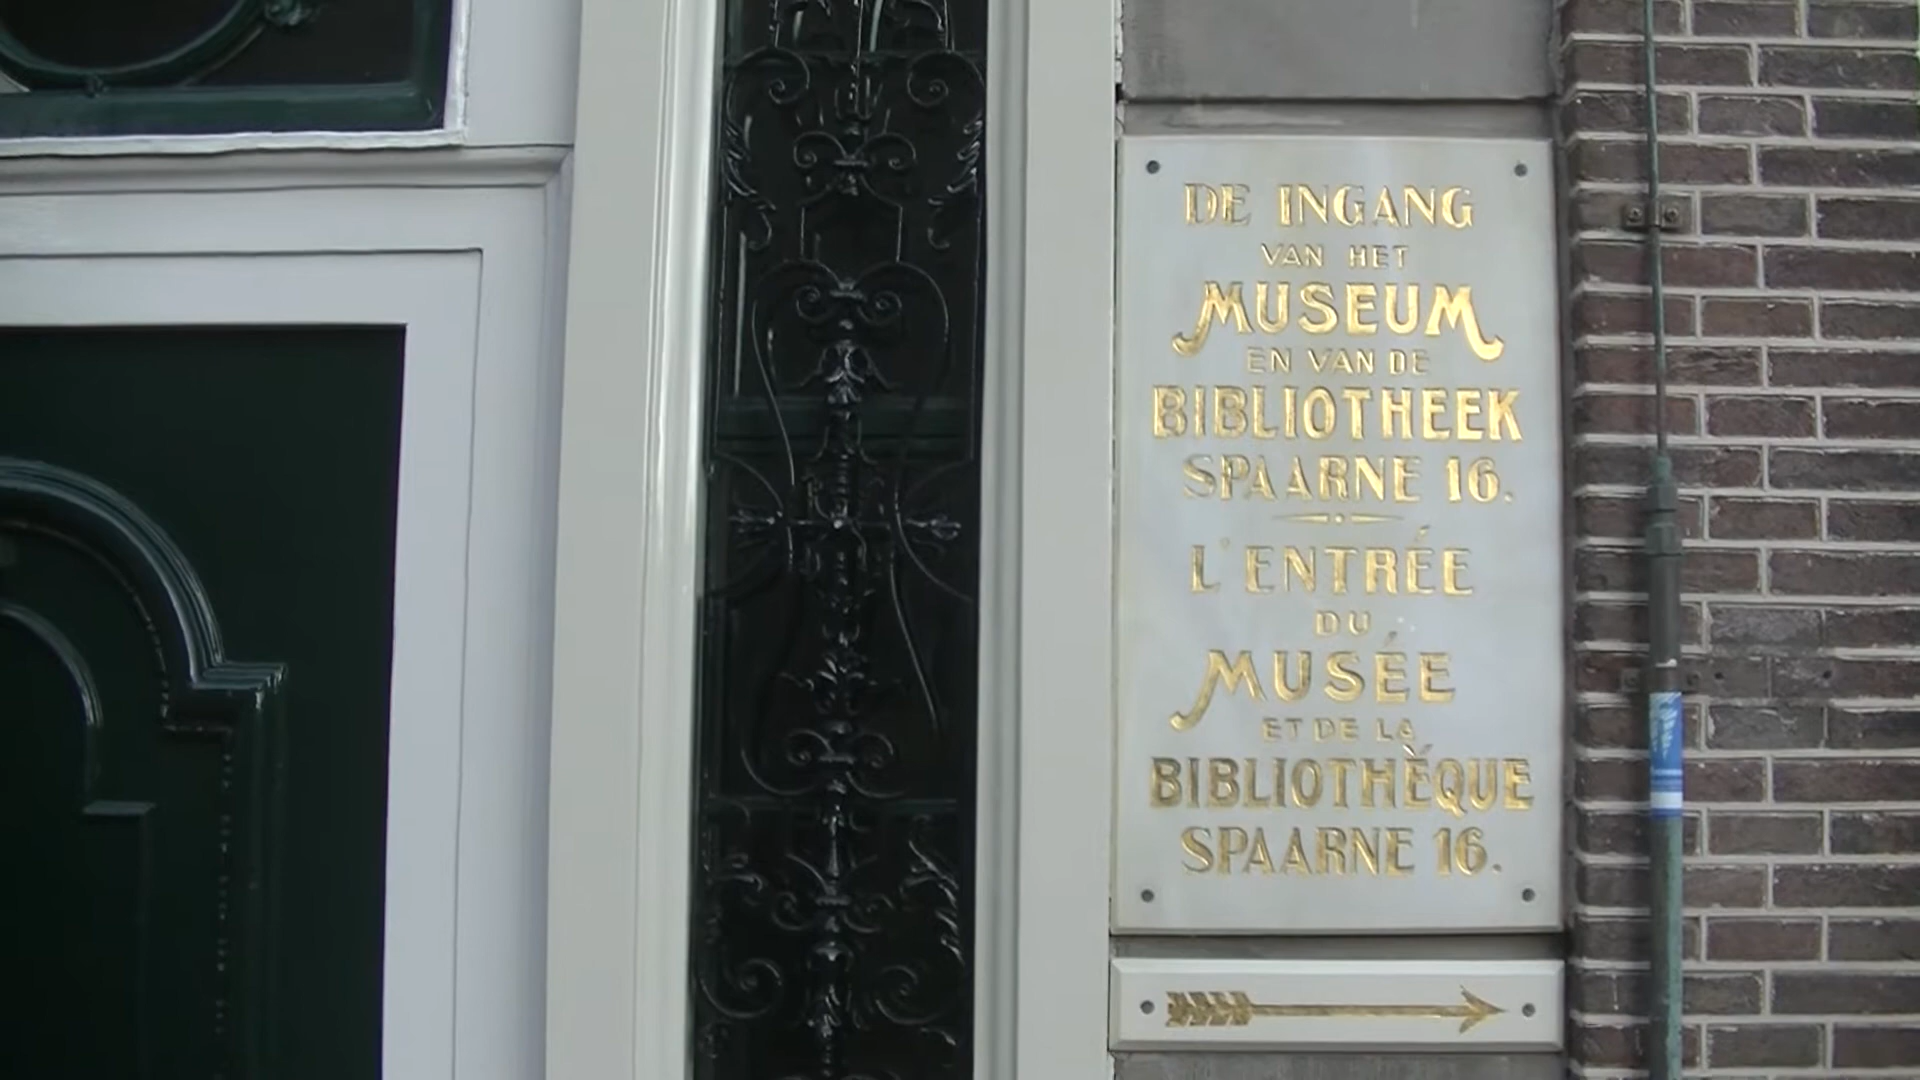 DE INGANG
VAN HET
MUSEUM
EN VAN DE
BIBLIOTHEEK
SPAARNE 16.
L'ENTRÉE
DU
MUSÉE
ET DE LA
BIBLIOTHÈQUE
SPAARNE 16.